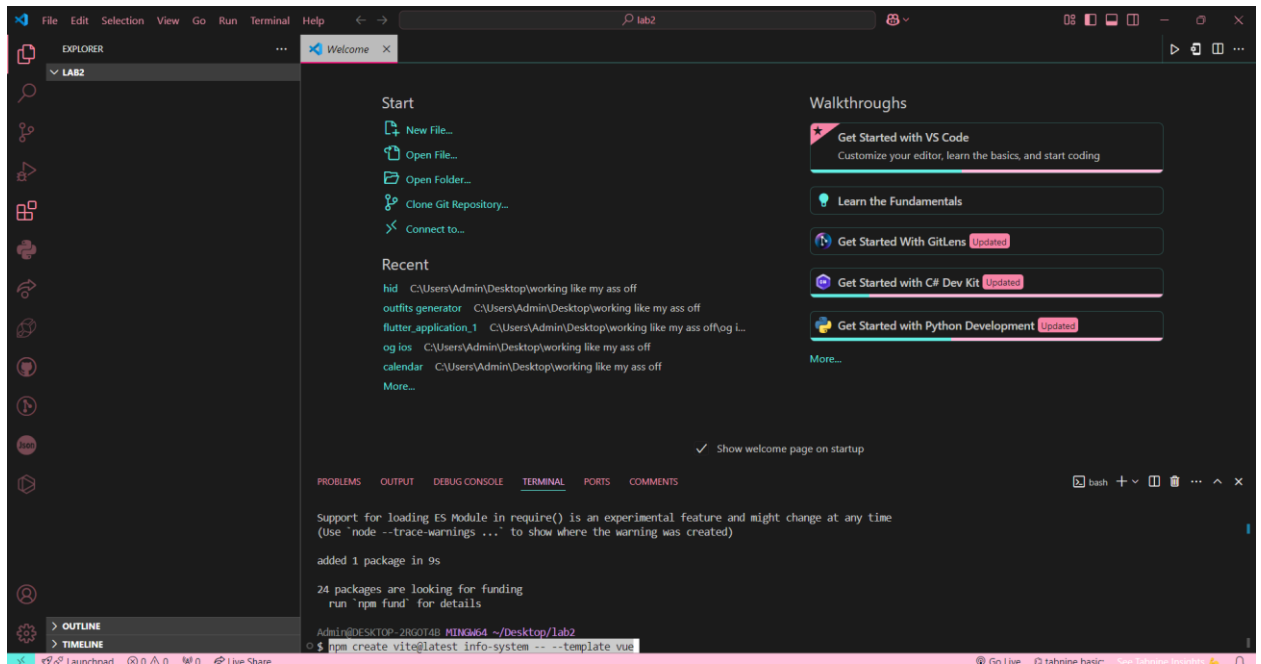 File Edit Selection View Go Run Terminal Help
lab2
EXPLORER
Welcome
LAB2
Start
New File...
Open File...
Open Folder...
Clone Git Repository...
Connect to...
Recent
hid C:\Users\Admin\Desktop\working like my ass off
outfits generator C:\Users\Admin\Desktop\working like my ass off
flutter_application_1 C:\Users\Admin\Desktop\working like my ass off\og i...
og ios C:\Users\Admin\Desktop\working like my ass off
calendar C:\Users\Admin\Desktop\working like my ass off
More...
Walkthroughs
Get Started with VS Code
Customize your editor, learn the basics, and start coding
Learn the Fundamentals
Get Started With GitLens Updated
Get Started with C# Dev Kit Updated
Get Started with Python Development Updated
More...
Show welcome page on startup
Json
PROBLEMS OUTPUT DEBUG CONSOLE TERMINAL PORTS COMMENTS
bash
Support for loading ES Module in require() is an experimental feature and might change at any time
(Use `node --trace-warnings ...` to show where the warning was created)
added 1 package in 9s
24 packages are looking for funding
run `npm fund` for details
Admin@DESKTOP-2RGOT4B MINGW64 ~/Desktop/lab2
$ npm create vite@latest info-system -- --template vue
OUTLINE
TIMELINE
Launchpad 0 0 0 Live Share
Go Live tabnine basic See Tabnine Insights